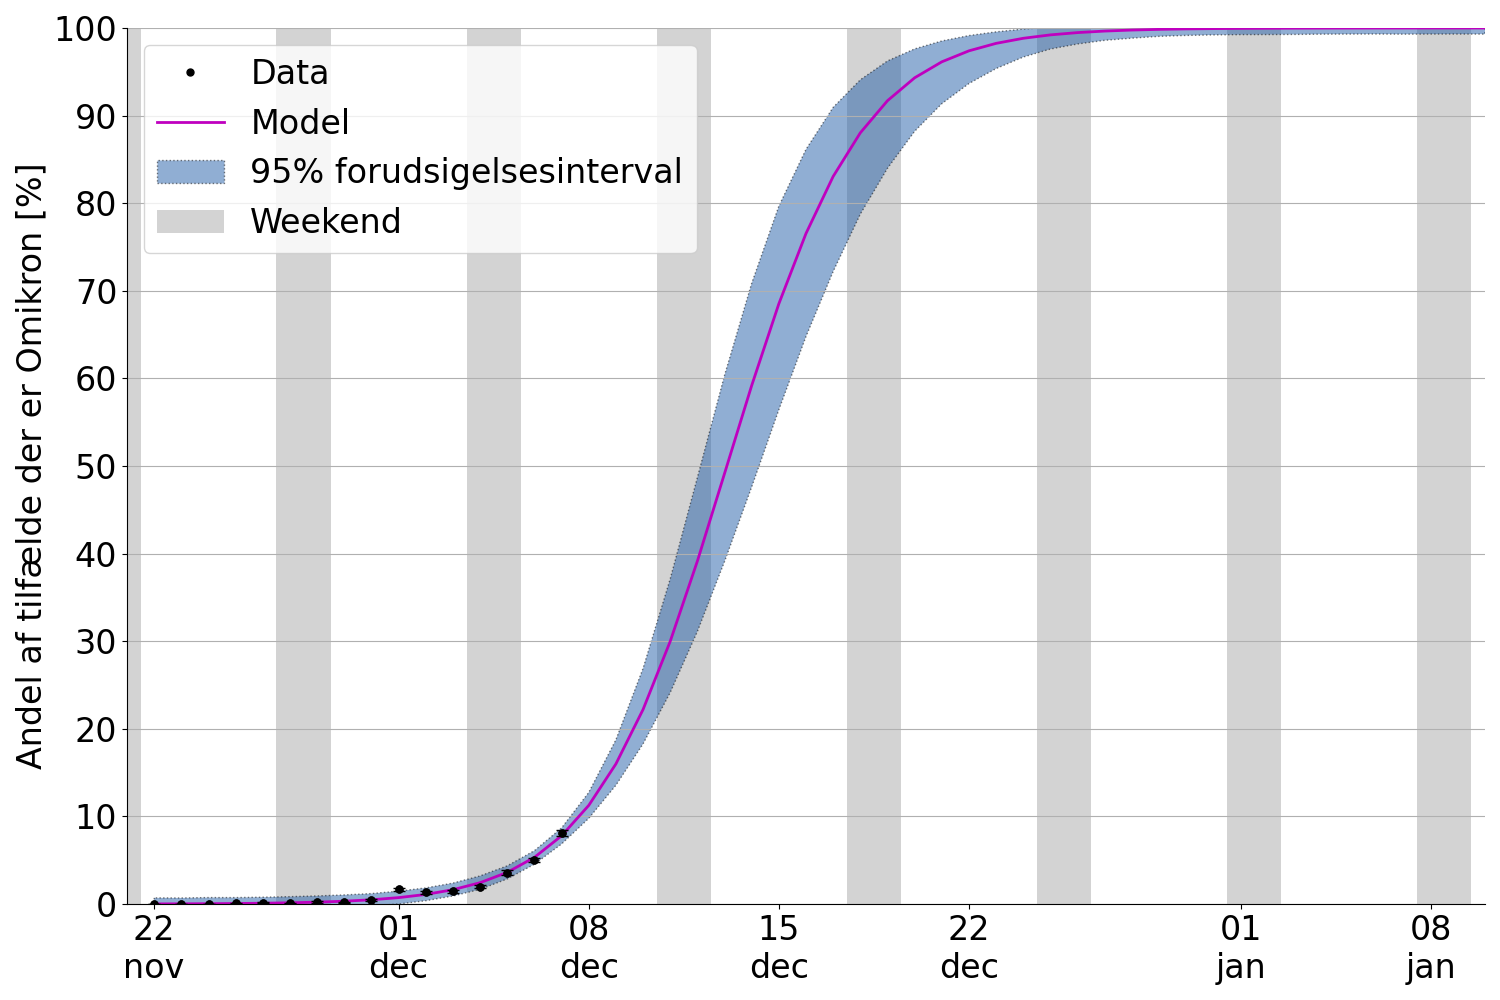 Andel af tilfælde der er Omikron [%]
100
90
80
70
60
50
40
30
20
10
0
Data
Model
95% forudsigelsesinterval
Weekend
22
nov
01
dec
08
dec
15
dec
22
dec
01
jan
08
jan